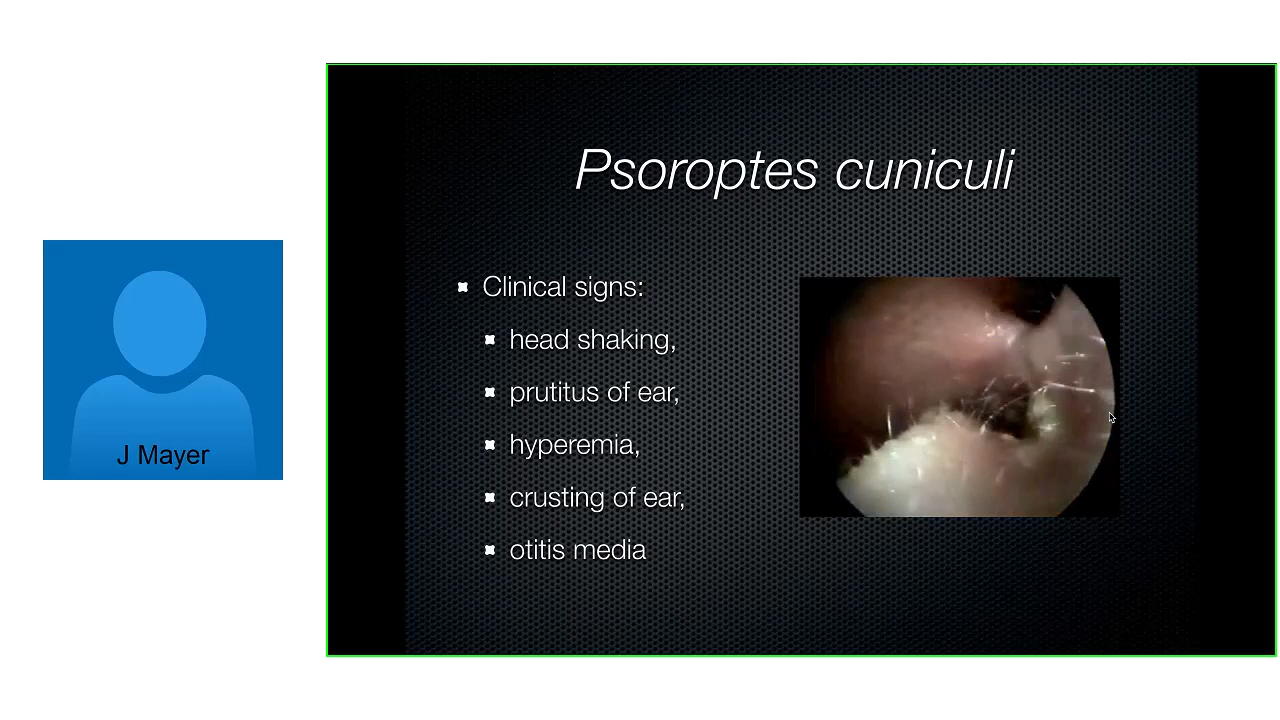 Psoroptes cuniculi
Clinical signs:
head shaking,
prutitus of ear,
hyperemia,
crusting of ear,
otitis media
J Mayer